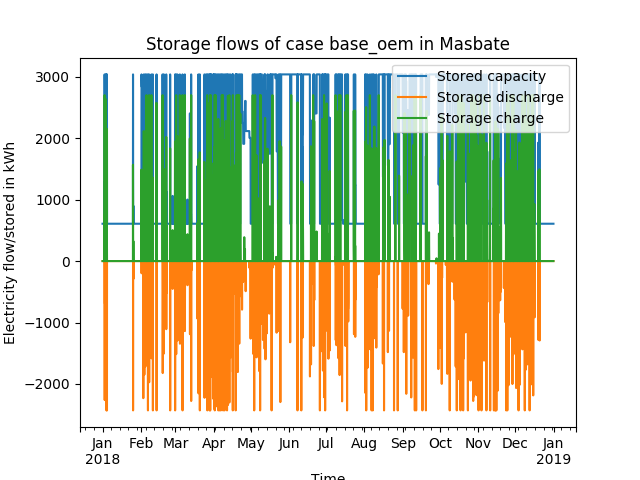 Storage flows of case base_oem in Masbate
Electricity flow/stored in kWh
3000
2000
1000
0
−1000
−2000
Stored capacity
Storage discharge
Storage charge
Jan Feb Mar Apr May Jun Jul Aug Sep Oct Nov Dec Jan
2018 2019
Time